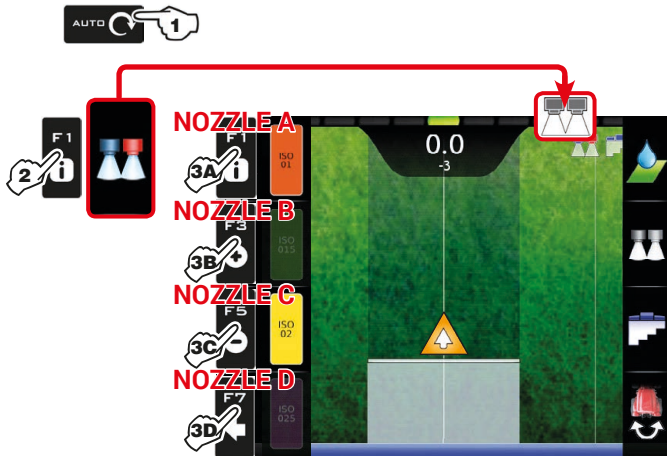 AUTO
1
F1
i
2
NOZZLE A
F1
i
3A
ISO
01
0.0
-3
NOZZLE B
F3
+
3B
ISO
015
NOZZLE C
F5
-
3C
ISO
02
NOZZLE D
F7
3D
ISO
025